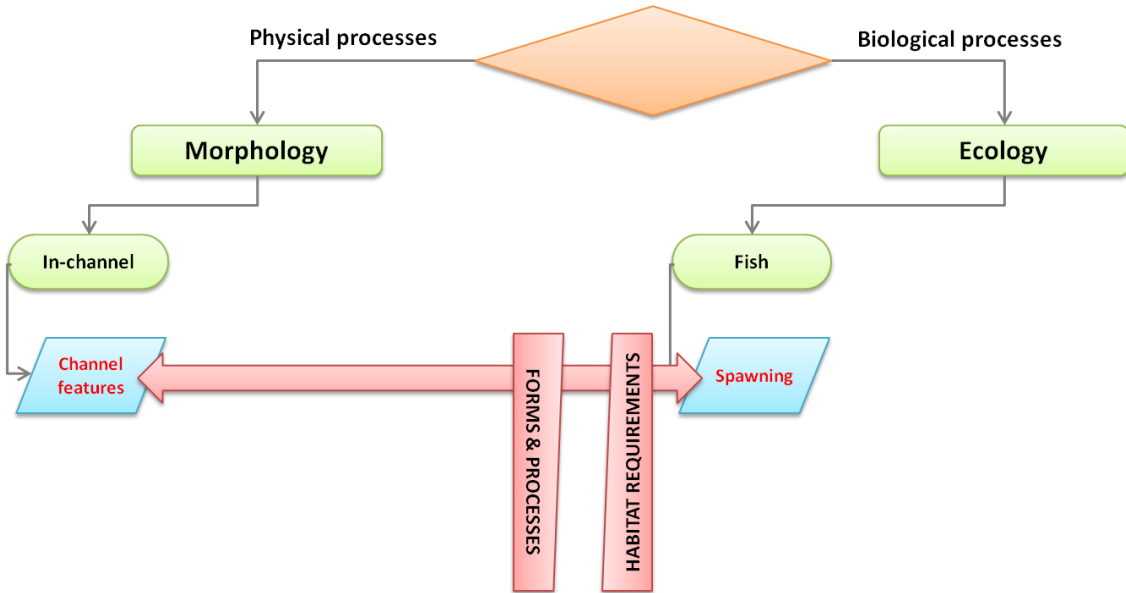 Physical processes
Biological processes
Morphology
Ecology
In-channel
Fish
Channel
features
FORMS & PROCESSES
HABITAT REQUIREMENTS
Spawning